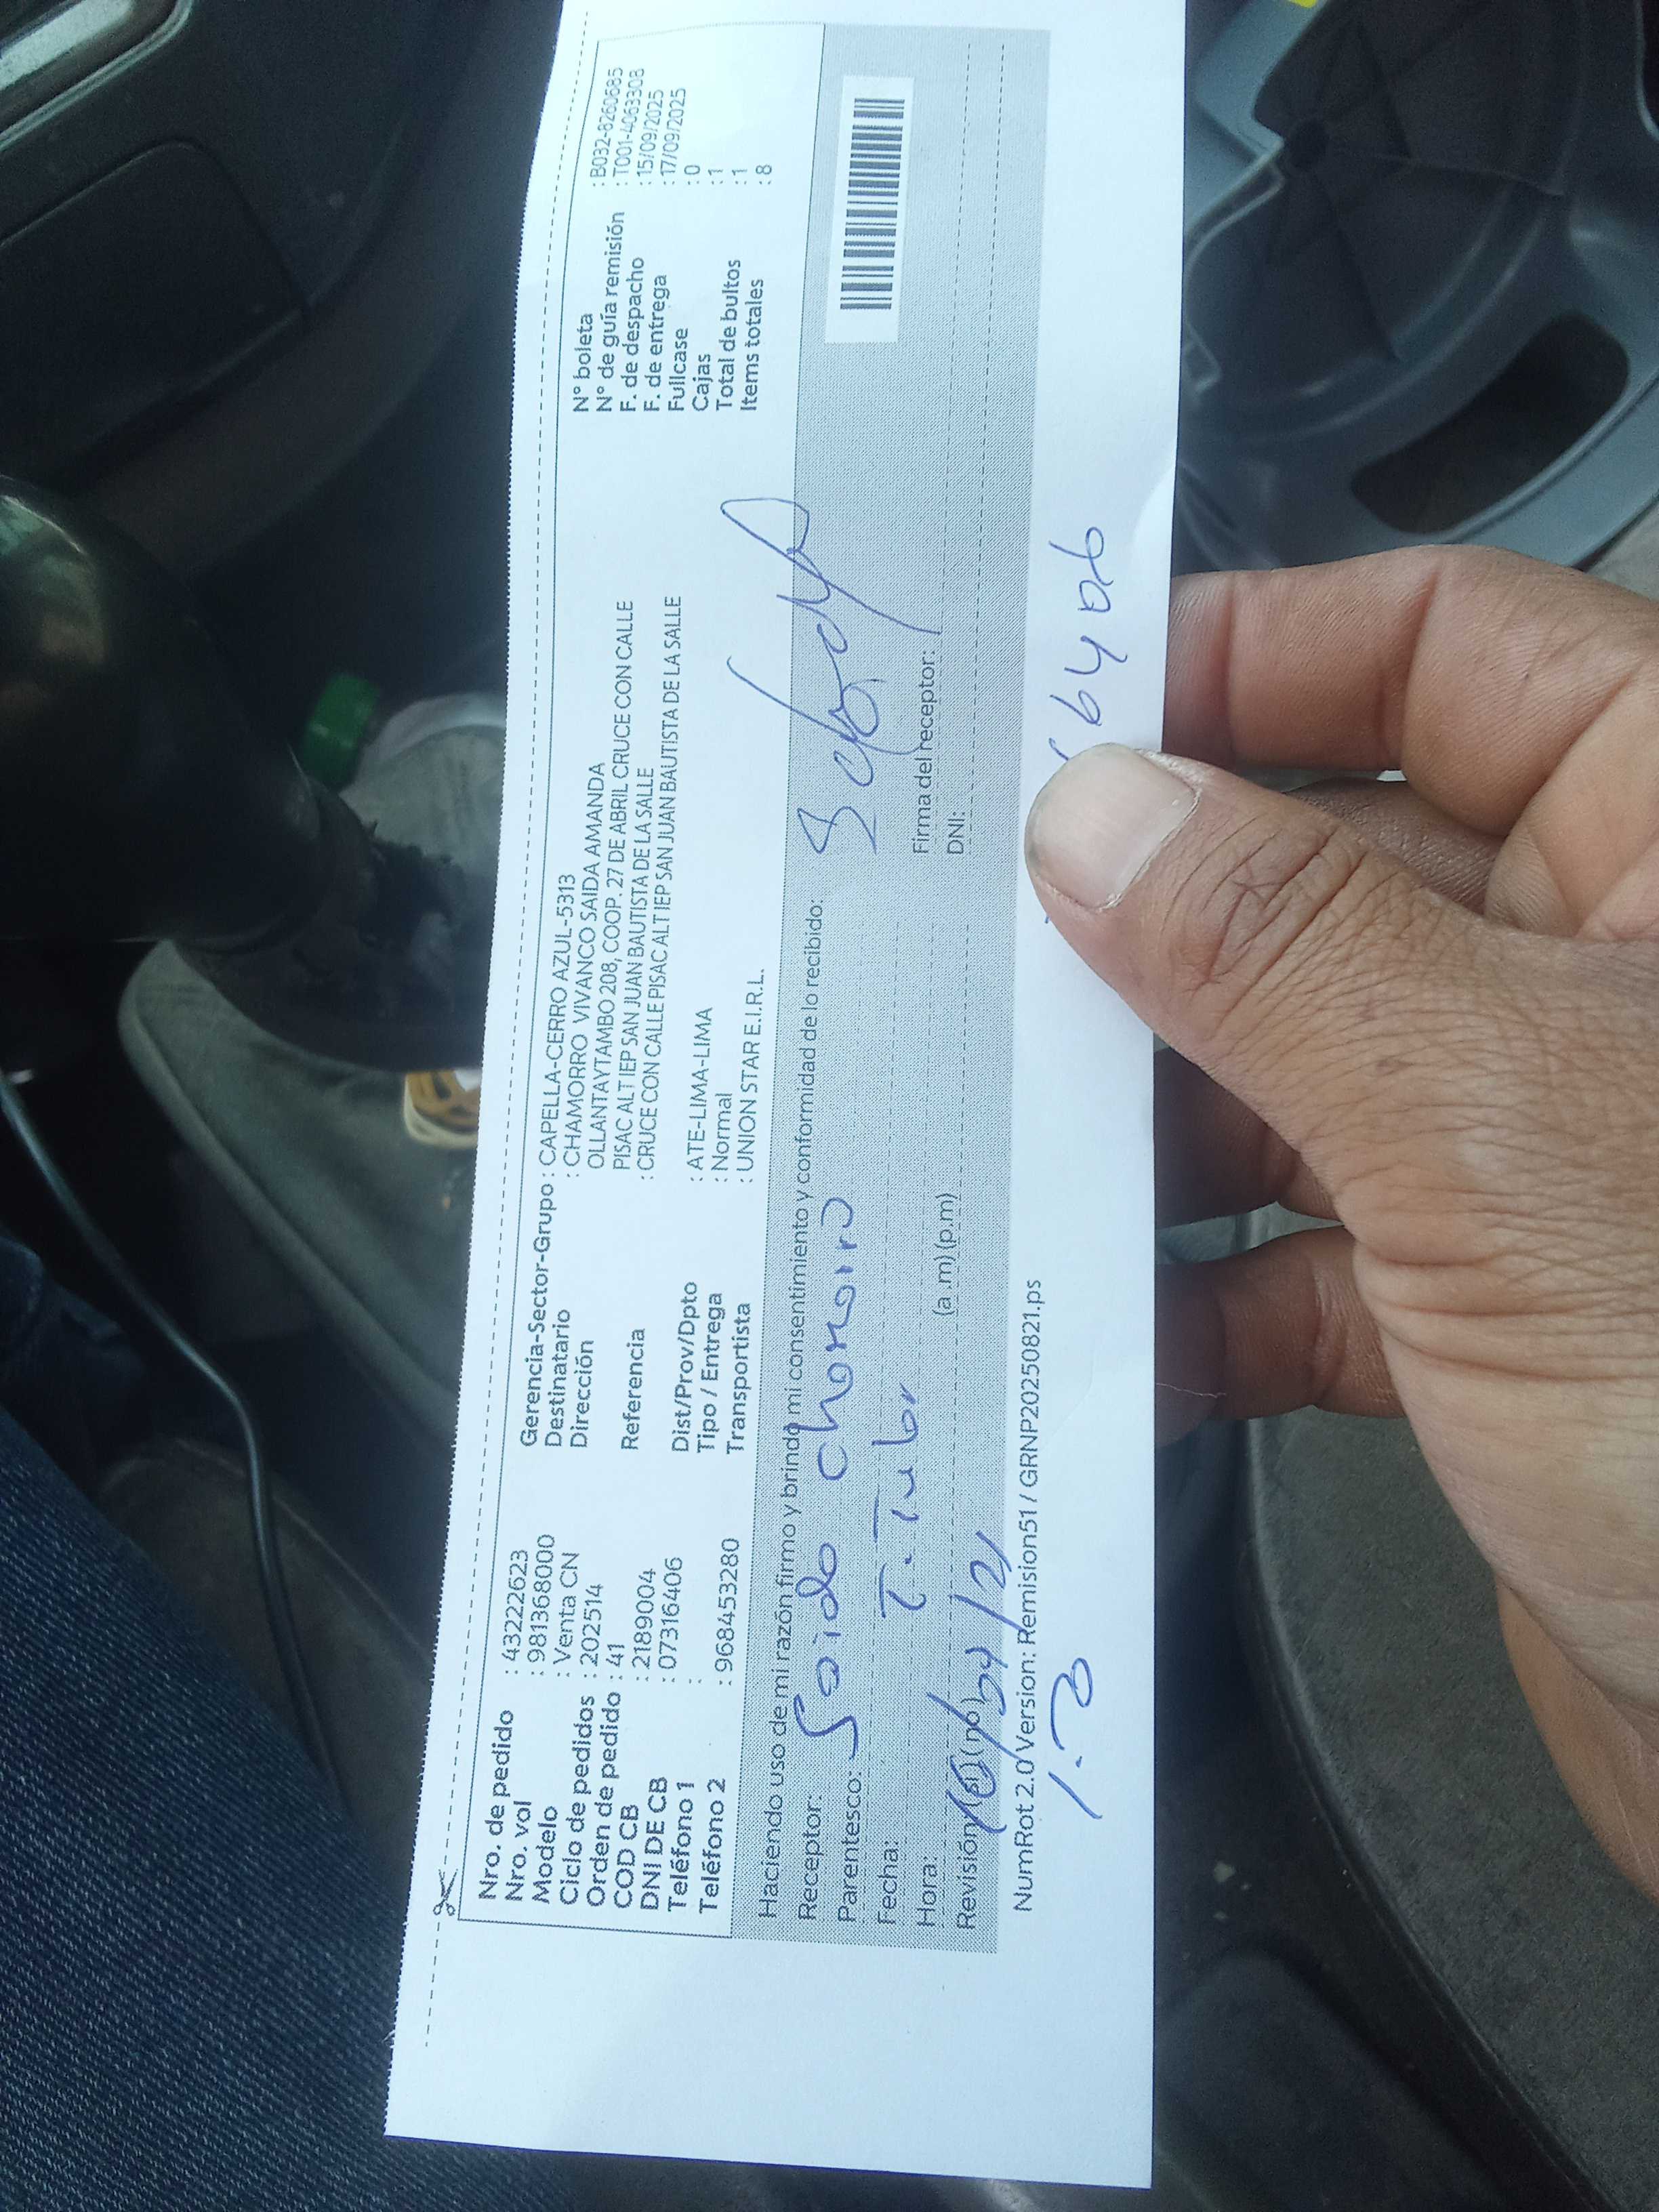 Nro. de pedido : 43222623
Nro. vol : 981368000
Modelo : Venta CN
Ciclo de pedidos : 202514
Orden de pedido : 41
COD CB : 2189004
DNI DE CB : 07316406
Teléfono 1 :
Teléfono 2 : 968453280
Gerencia-Sector-Grupo : CAPELLA-CERRO AZUL-5313
Destinatario : CHAMORRO VIVANCO SAIDA AMANDA
Dirección OLLANTAYTAMBO 208, COOP. 27 DE ABRIL CRUCE CON CALLE
PISAC ALT IEP SAN JUAN BAUTISTA DE LA SALLE
Referencia : CRUCE CON CALLE PISAC ALT IEP SAN JUAN BAUTISTA DE LA SALLE
Dist/Prov/Dpto : ATE-LIMA-LIMA
Tipo / Entrega : Normal
Transportista : UNION STAR E.I.R.L.
N° boleta : B032-8260685
N° de guía remisión : T001-4063308
F. de despacho : 15/09/2025
F. de entrega : 17/09/2025
Fullcase : 0
Cajas : 1
Total de bultos : 1
Items totales : 8
Haciendo uso de mi razón firmo y brindo mi consentimiento y conformidad de lo recibido:
Receptor: Saida Chamorro
Parentesco: Titular
Fecha:
Hora: (a.m) (p.m)
Revisión (si) (no)
Firma del receptor:
DNI:
6406
NumRot 2.0 Version: Remision51 / GRNP20250821.ps